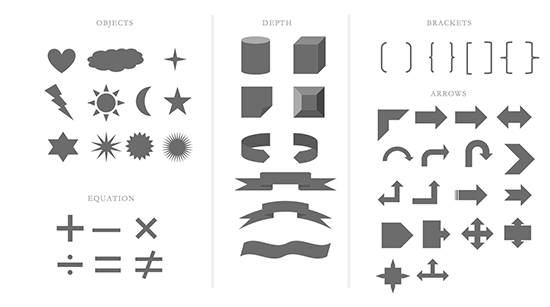 OBJECTS
EQUATION
DEPTH
BRACKETS
ARROWS